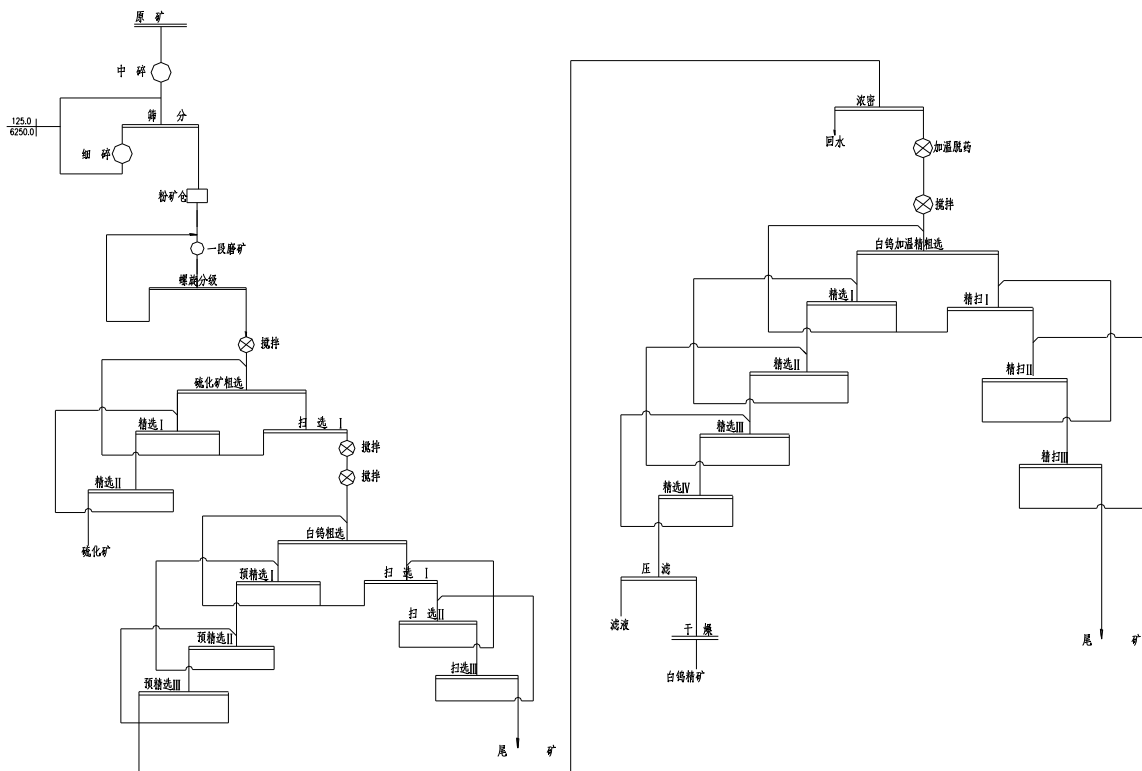 原 矿
中 碎
筛 分
125.0
6250.0
细 碎
粉矿仓
一段磨矿
螺旋分级
搅拌
硫化矿粗选
精选Ⅰ
扫 选 Ⅰ
搅拌
搅拌
精选Ⅱ
硫化矿
白钨粗选
预精选Ⅰ
扫 选 Ⅰ
扫 选Ⅱ
预精选Ⅱ
扫选Ⅲ
预精选Ⅲ
尾 矿
浓密
回水
加温脱药
搅拌
白钨加温精粗选
精选Ⅰ
精扫Ⅰ
精选Ⅱ
精扫Ⅱ
精选Ⅲ
精扫Ⅲ
精选Ⅳ
压 滤
滤液
干 燥
尾 矿
白钨精矿